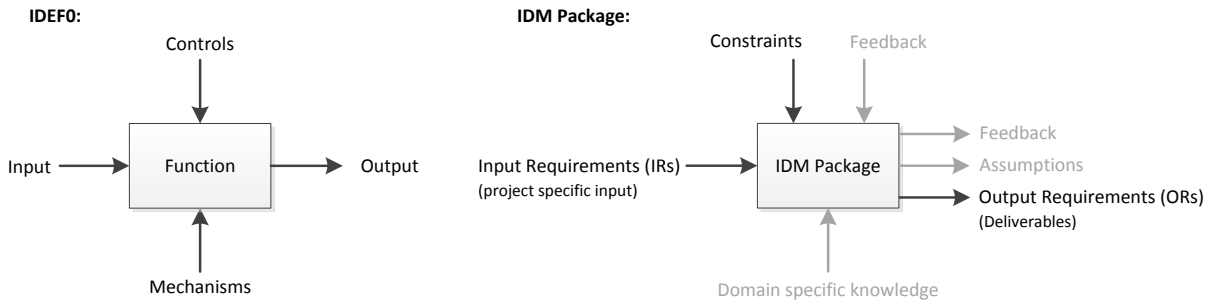 IDEF0:
Controls
Input
Function
Output
Mechanisms
IDM Package:
Constraints
Feedback
Input Requirements (IRs)
(project specific input)
IDM Package
Feedback
Assumptions
Output Requirements (ORs)
(Deliverables)
Domain specific knowledge